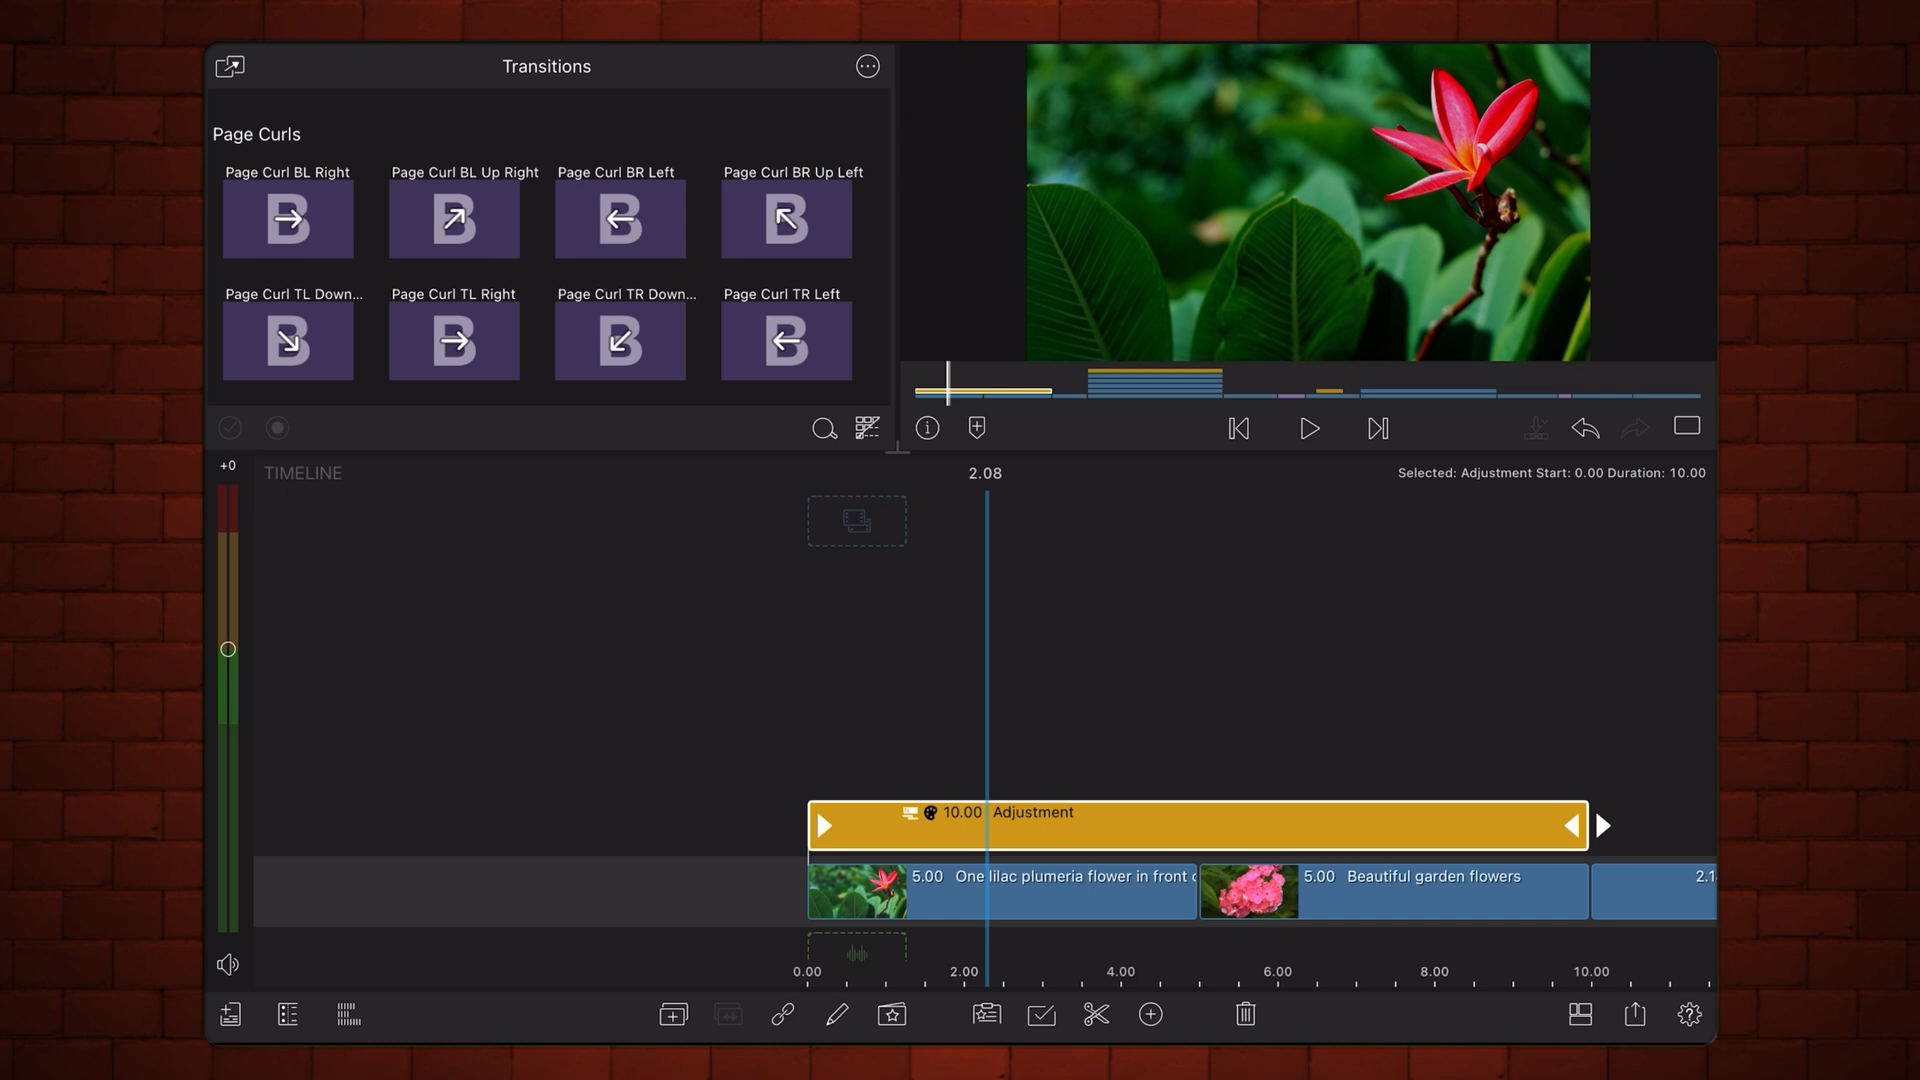 Transitions
Page Curls
Page Curl BL Right
Page Curl BL Up Right
Page Curl BR Left
Page Curl BR Up Left
B
B
B
B
Page Curl TL Down...
Page Curl TL Right
Page Curl TR Down...
Page Curl TR Left
B
B
B
B
+0
TIMELINE
2.08
Selected: Adjustment Start: 0.00 Duration: 10.00
10.00 Adjustment
5.00 One lilac plumeria flower in front
5.00 Beautiful garden flowers
2.1
0.00
2.00
4.00
6.00
8.00
10.00